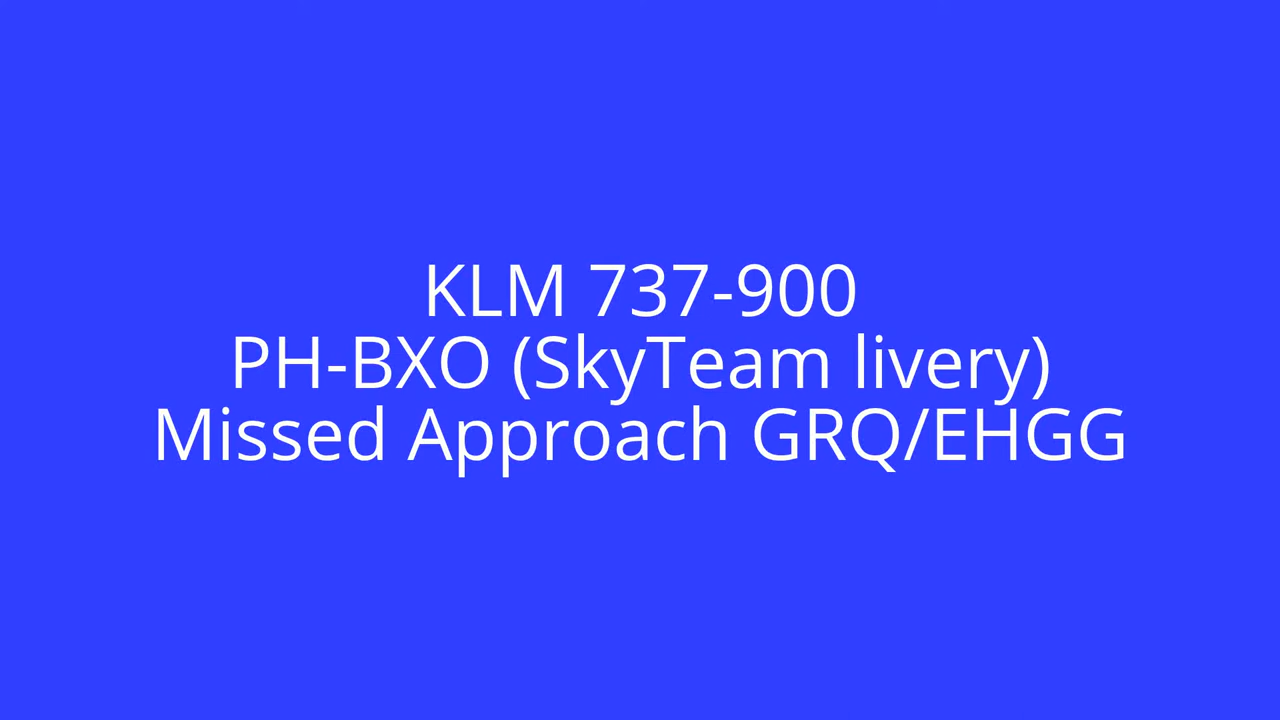 KLM 737-900
PH-BXO (SkyTeam livery)
Missed Approach GRQ/EHGG